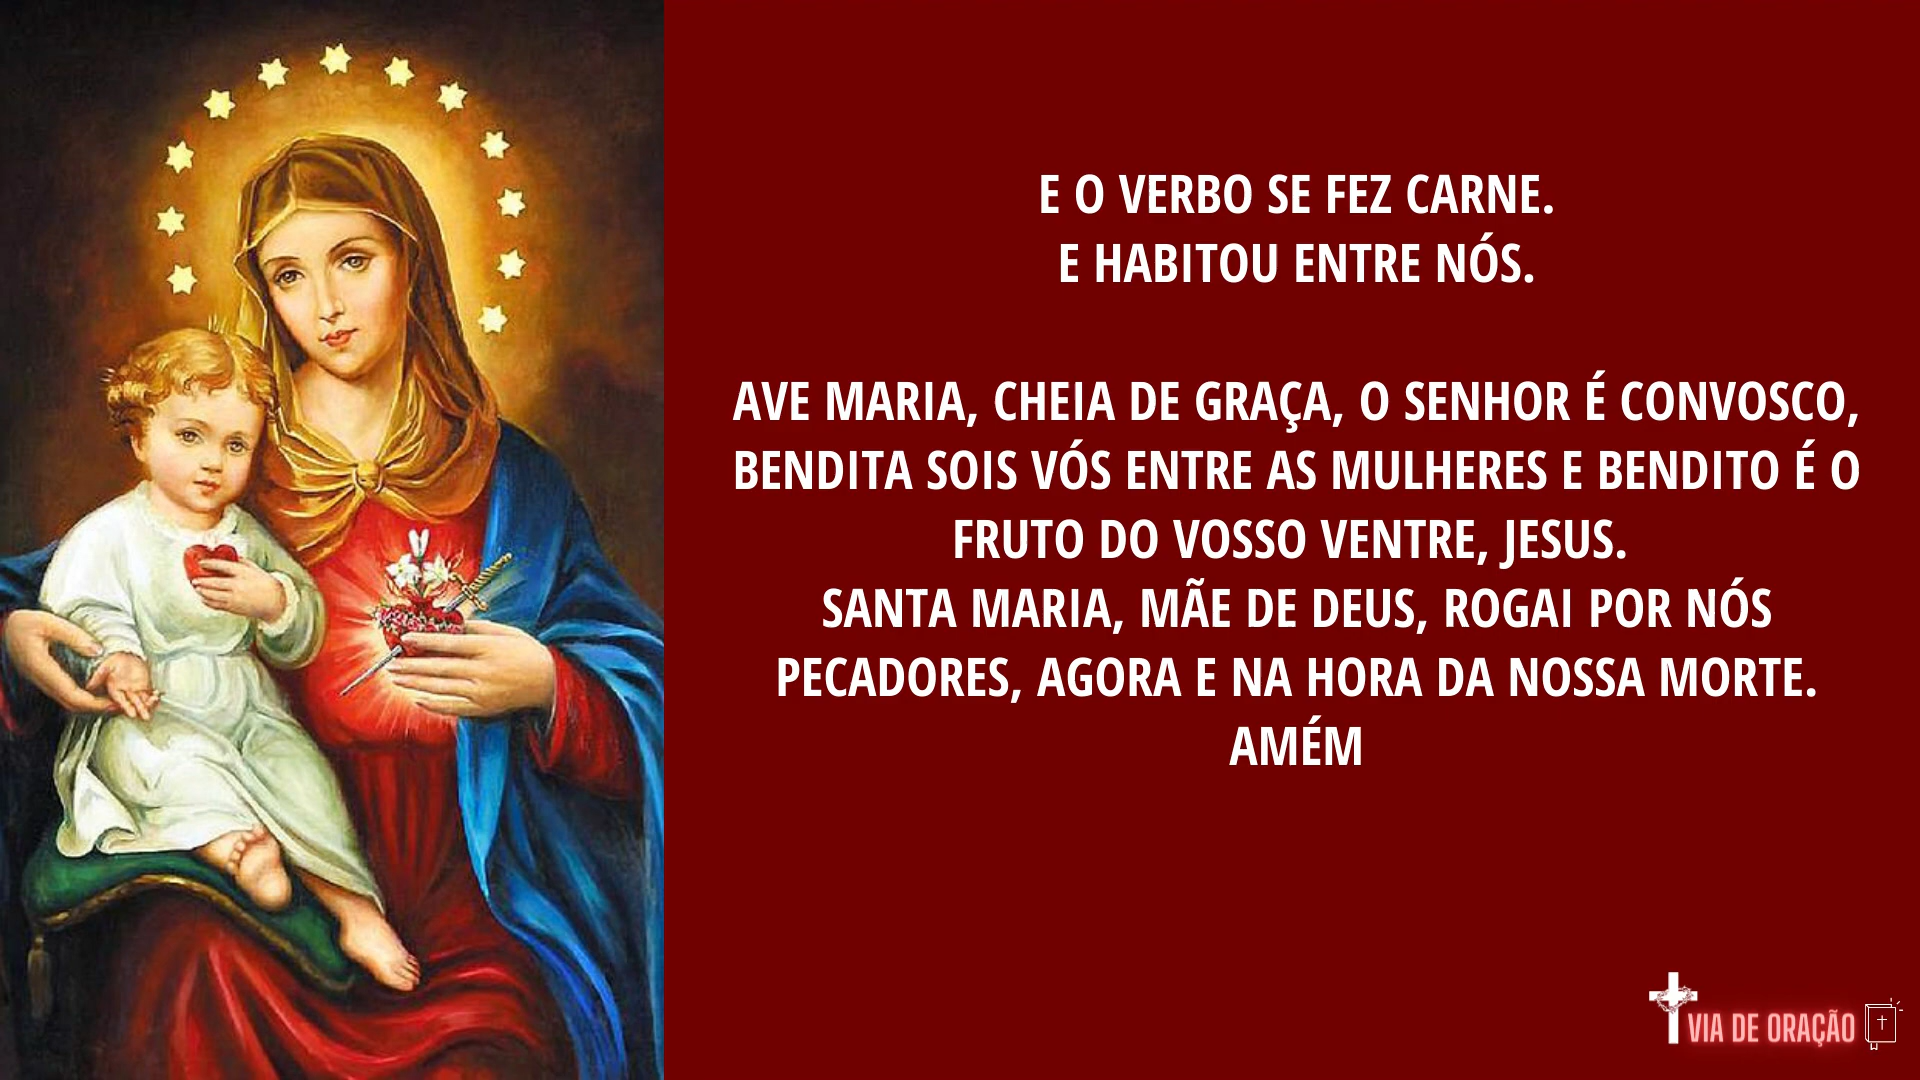 E O VERBO SE FEZ CARNE.
E HABITOU ENTRE NÓS.
AVE MARIA, CHEIA DE GRAÇA, O SENHOR É CONVOSCO,
BENDITA SOIS VÓS ENTRE AS MULHERES E BENDITO É O
FRUTO DO VOSSO VENTRE, JESUS.
SANTA MARIA, MÃE DE DEUS, ROGAI POR NÓS
PECADORES, AGORA E NA HORA DA NOSSA MORTE.
AMÉM
VIA DE ORAÇÃO